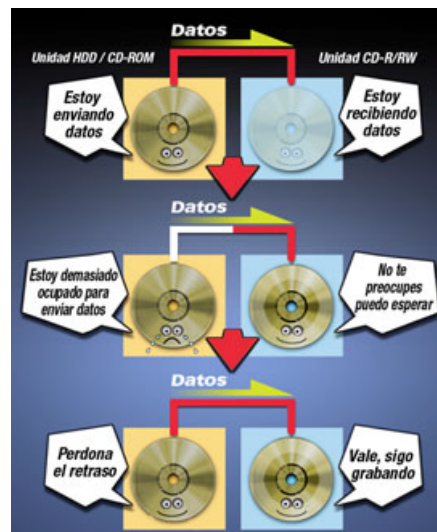 Datos
Unidad HDD / CD-ROM
Unidad CD-R/RW
Estoy
enviando
datos
Estoy
recibiendo
datos
Datos
Estoy demasiado
ocupado para
enviar datos
No te
preocupes
puedo esperar
Datos
Perdona
el retraso
Vale, sigo
grabando